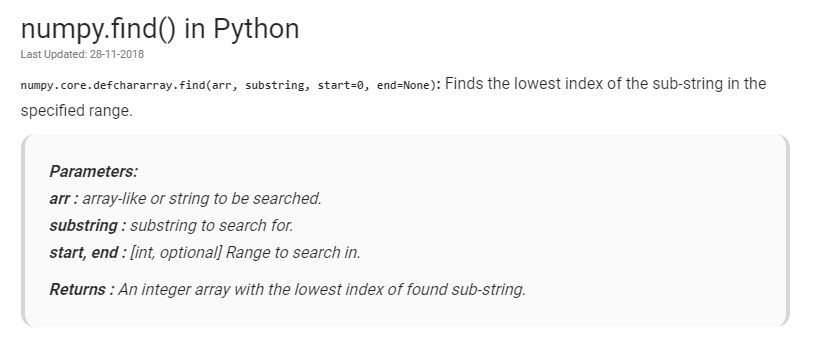 numpy.find() in Python
Last Updated: 28-11-2018
numpy.core.defchararray.find(arr, substring, start=0, end=None): Finds the lowest index of the sub-string in the
specified range.
Parameters:
arr : array-like or string to be searched.
substring : substring to search for.
start, end : [int, optional] Range to search in.
Returns : An integer array with the lowest index of found sub-string.